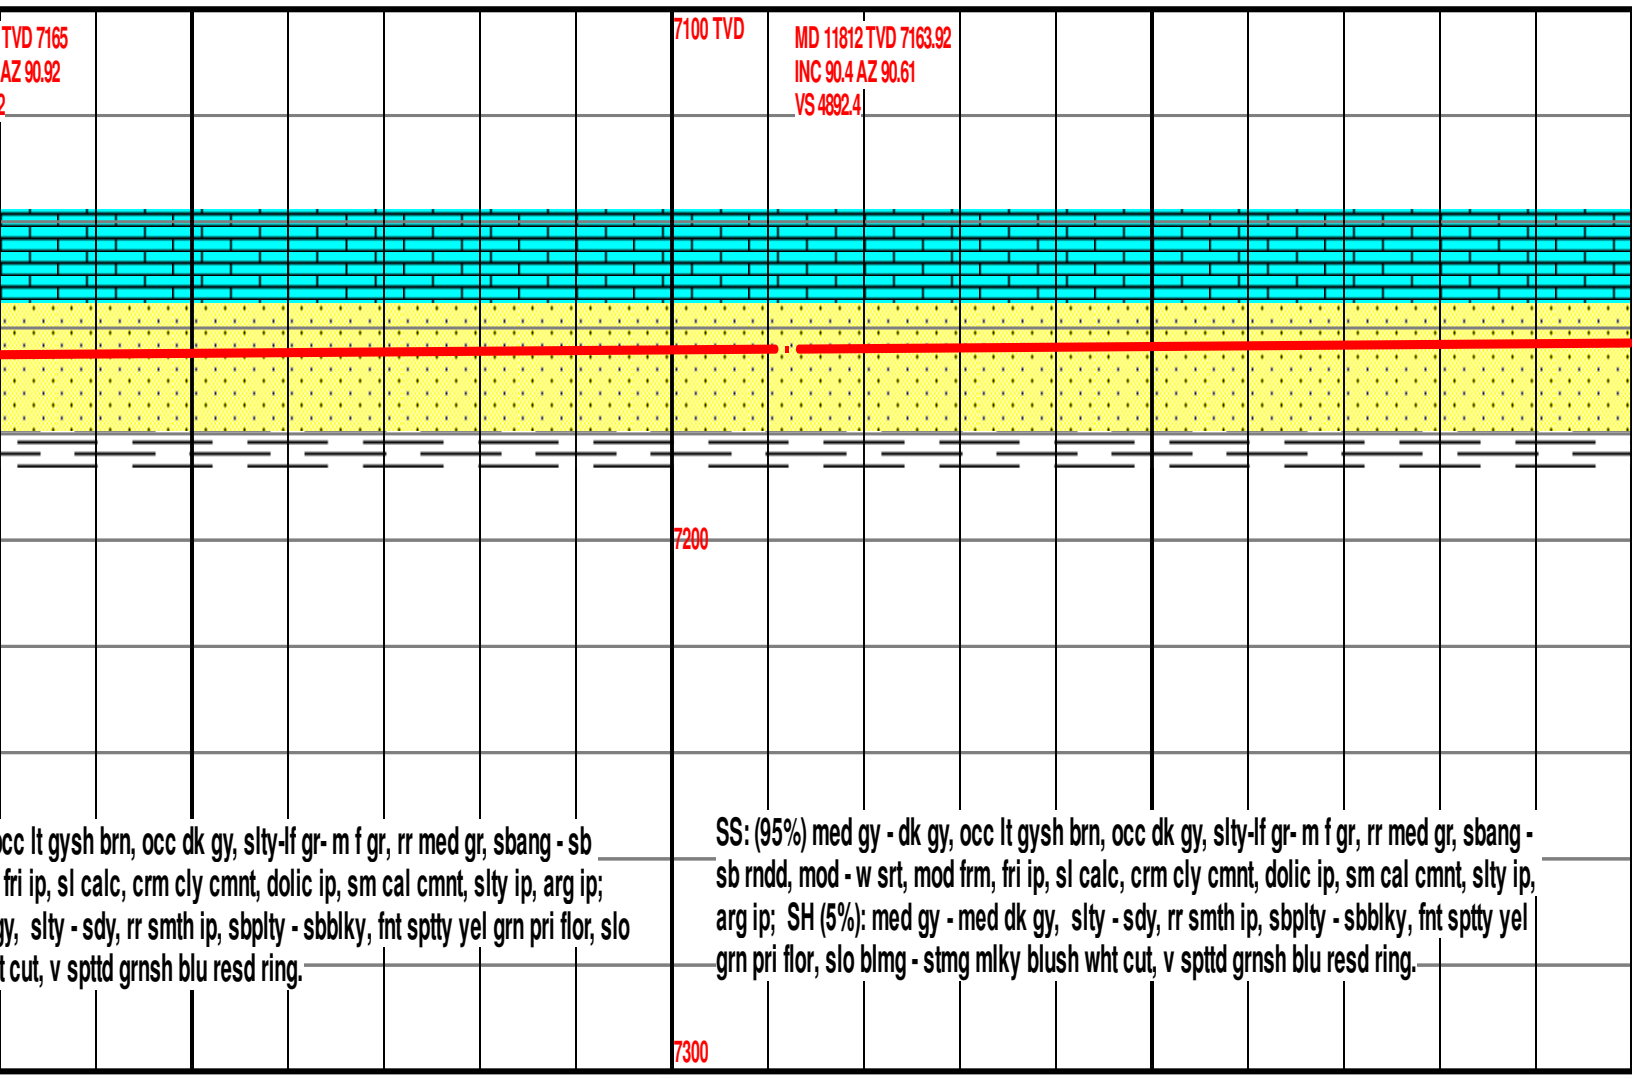 TVD 7165
AZ 90.92
2
7100 TVD
MD 11812 TVD 7163.92
INC 90.4 AZ 90.61
VS 4892.4
7200
occ lt gysh brn, occ dk gy, slty-lf gr- m f gr, rr med gr, sbang - sb
fri ip, sl calc, crm cly cmnt, dolic ip, sm cal cmnt, slty ip, arg ip;
gy, slty - sdy, rr smth ip, sbplty - sbblky, fnt sptty yel grn pri flor, slo
t cut, v spttd grnsh blu resd ring.
SS: (95%) med gy - dk gy, occ lt gysh brn, occ dk gy, slty-lf gr- m f gr, rr med gr, sbang -
sb rndd, mod - w srt, mod frm, fri ip, sl calc, crm cly cmnt, dolic ip, sm cal cmnt, slty ip,
arg ip; SH (5%): med gy - med dk gy, slty - sdy, rr smth ip, sbplty - sbblky, fnt sptty yel
grn pri flor, slo blmg - stmg mlky blush wht cut, v spttd grnsh blu resd ring.
7300